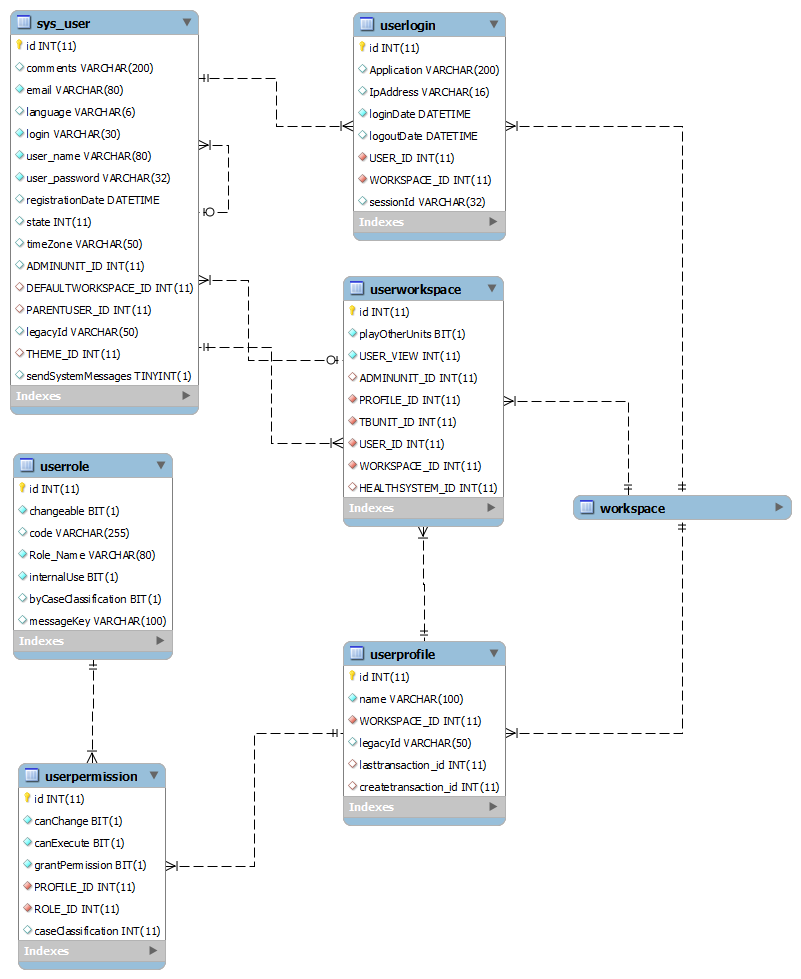 sys_user
id INT(11)
comments VARCHAR(200)
email VARCHAR(80)
language VARCHAR(6)
login VARCHAR(30)
user_name VARCHAR(80)
user_password VARCHAR(32)
registrationDate DATETIME
state INT(11)
timeZone VARCHAR(50)
ADMINUNIT_ID INT(11)
DEFAULTWORKSPACE_ID INT(11)
PARENTUSER_ID INT(11)
legacyId VARCHAR(50)
THEME_ID INT(11)
sendSystemMessages TINYINT(1)
Indexes
userlogin
id INT(11)
Application VARCHAR(200)
IpAddress VARCHAR(16)
loginDate DATETIME
logoutDate DATETIME
USER_ID INT(11)
WORKSPACE_ID INT(11)
sessionId VARCHAR(32)
Indexes
userworkspace
id INT(11)
playOtherUnits BIT(1)
USER_VIEW INT(11)
ADMINUNIT_ID INT(11)
PROFILE_ID INT(11)
TBUNIT_ID INT(11)
USER_ID INT(11)
WORKSPACE_ID INT(11)
HEALTHSYSTEM_ID INT(11)
Indexes
workspace
userrole
id INT(11)
changeable BIT(1)
code VARCHAR(255)
Role_Name VARCHAR(80)
internalUse BIT(1)
byCaseClassification BIT(1)
messageKey VARCHAR(100)
Indexes
userprofile
id INT(11)
name VARCHAR(100)
WORKSPACE_ID INT(11)
legacyId VARCHAR(50)
lasttransaction_id INT(11)
createtransaction_id INT(11)
Indexes
userpermission
id INT(11)
canChange BIT(1)
canExecute BIT(1)
grantPermission BIT(1)
PROFILE_ID INT(11)
ROLE_ID INT(11)
caseClassification INT(11)
Indexes